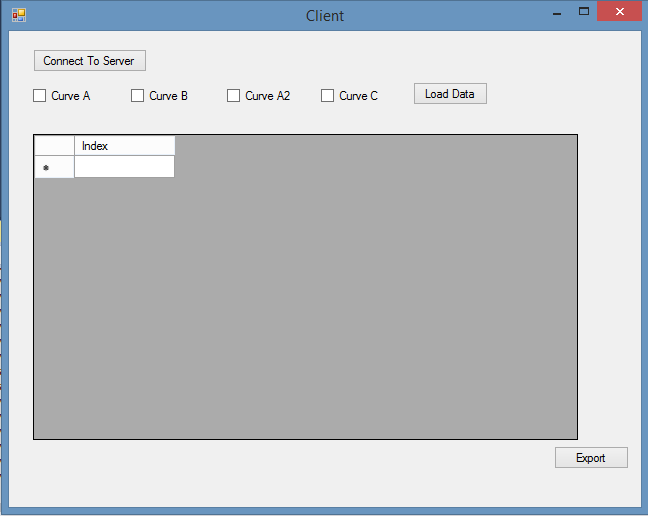 Client
Connect To Server
Curve A Curve B Curve A2 Curve C Load Data
Index
Export